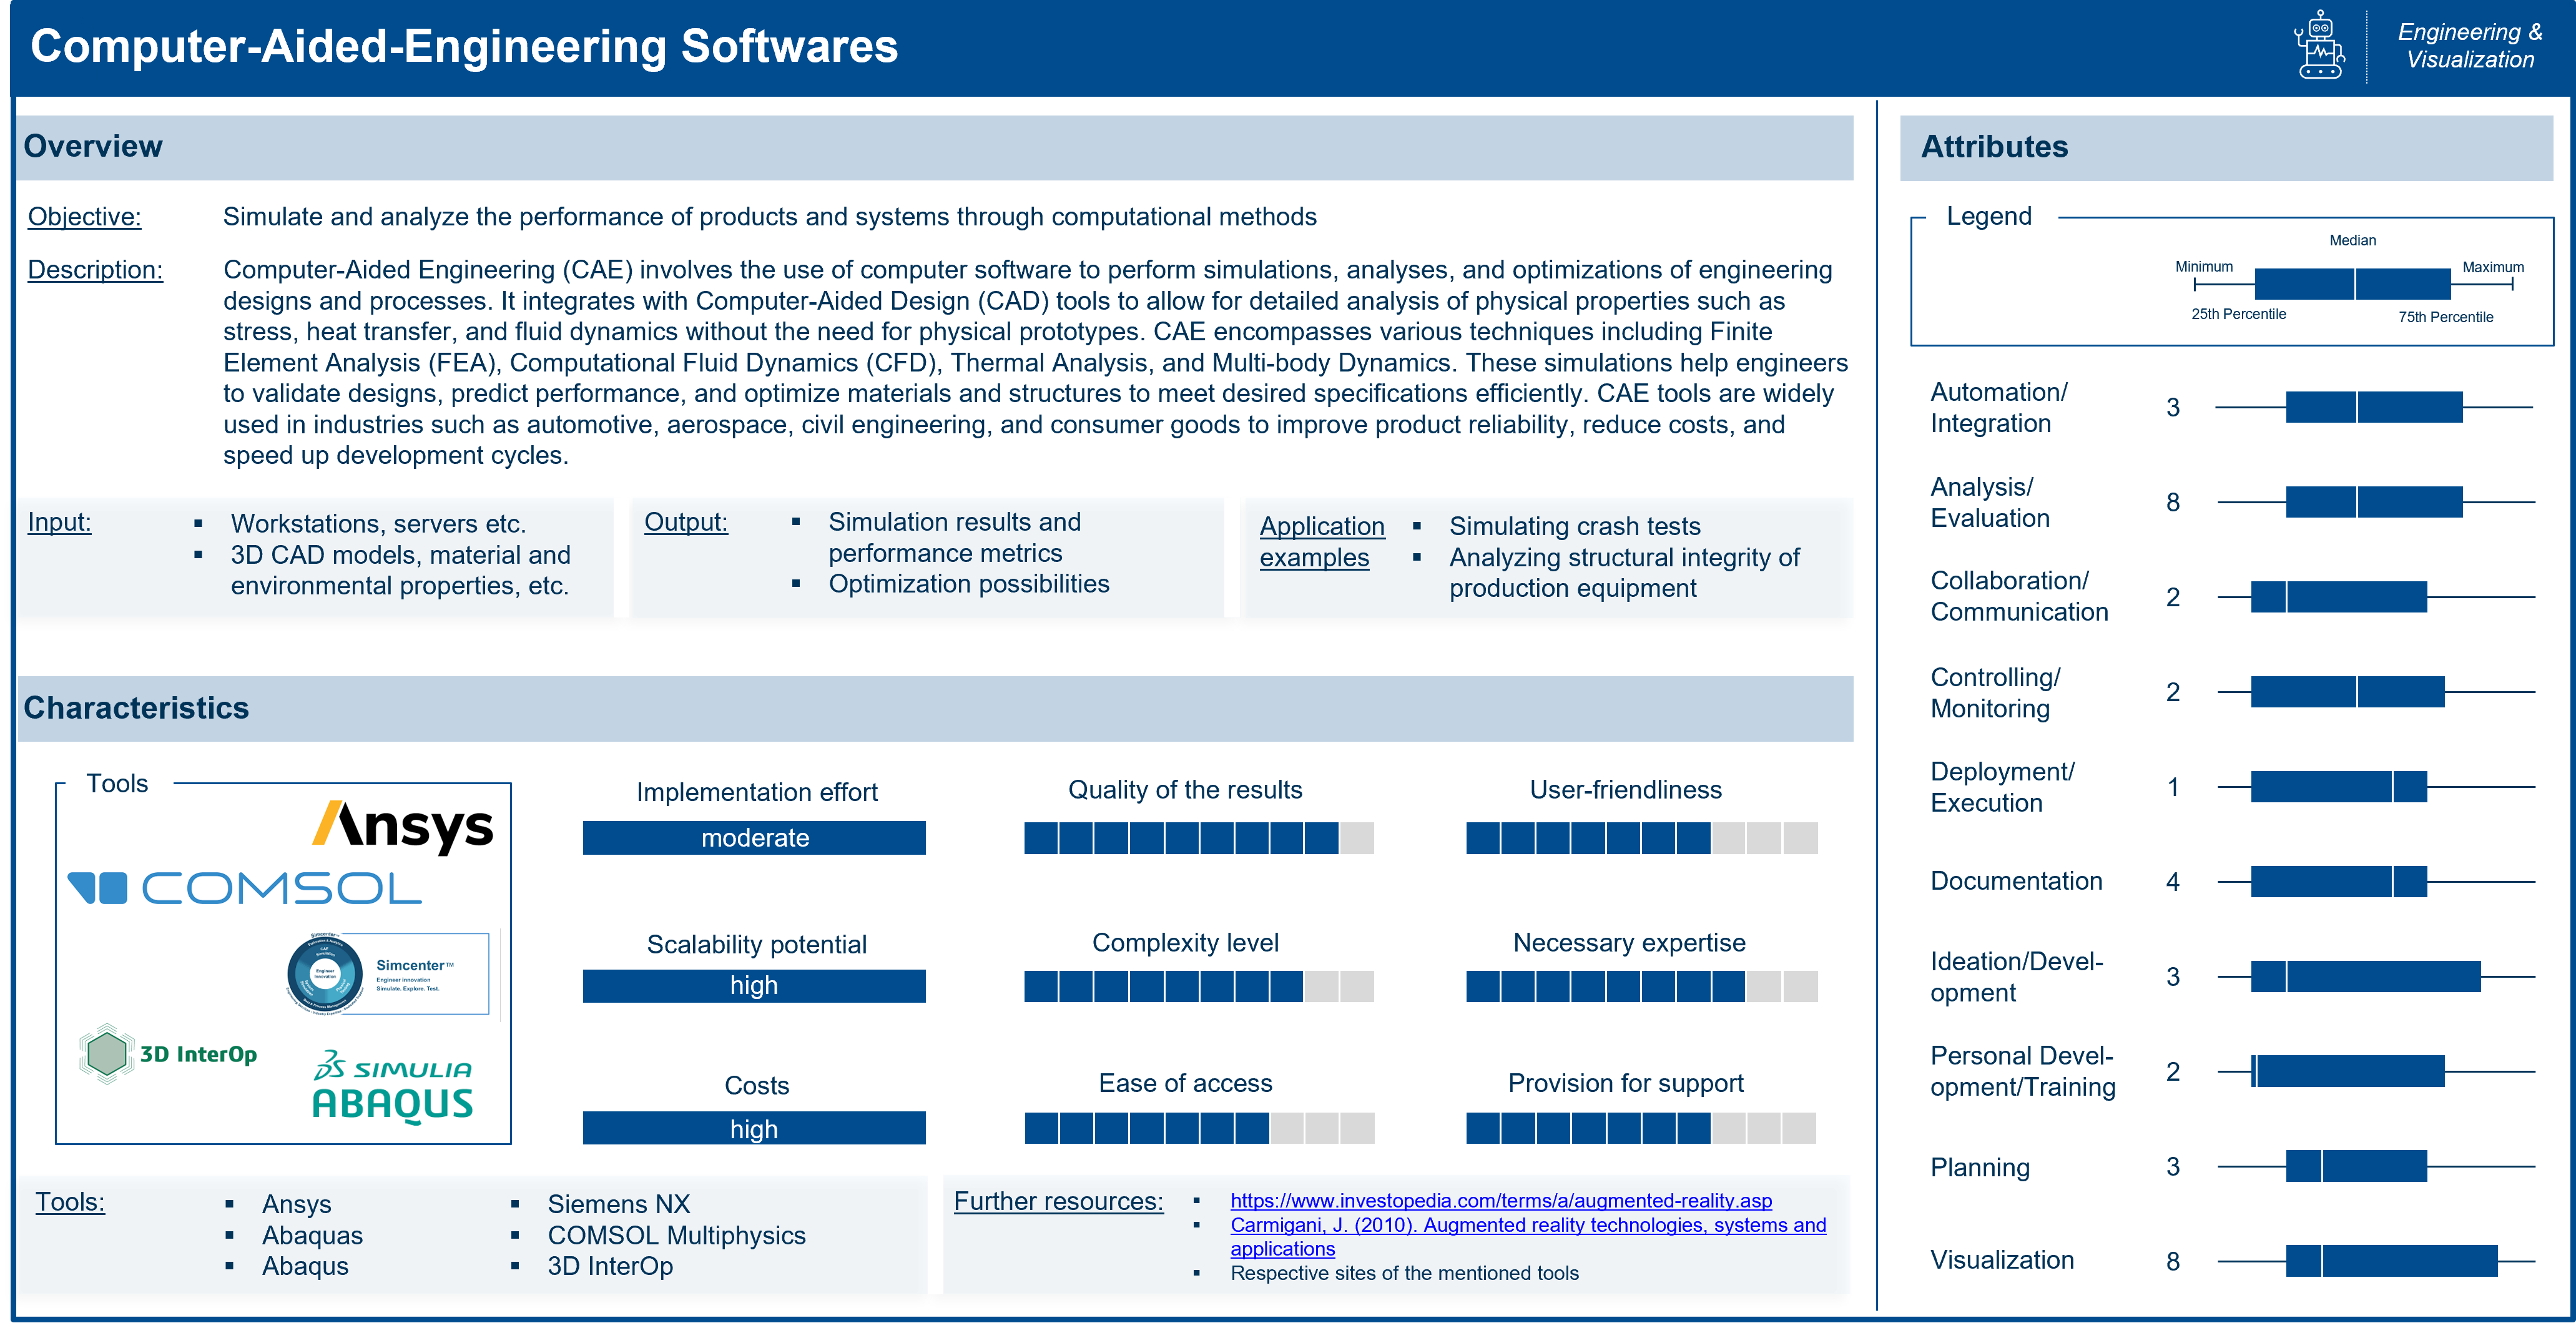 Computer-Aided-Engineering Softwares
Engineering &
Visualization
Overview
Objective:
Simulate and analyze the performance of products and systems through computational methods
Description:
Computer-Aided Engineering (CAE) involves the use of computer software to perform simulations, analyses, and optimizations of engineering
designs and processes. It integrates with Computer-Aided Design (CAD) tools to allow for detailed analysis of physical properties such as
stress, heat transfer, and fluid dynamics without the need for physical prototypes. CAE encompasses various techniques including Finite
Element Analysis (FEA), Computational Fluid Dynamics (CFD), Thermal Analysis, and Multi-body Dynamics. These simulations help engineers
to validate designs, predict performance, and optimize materials and structures to meet desired specifications efficiently. CAE tools are widely
used in industries such as automotive, aerospace, civil engineering, and consumer goods to improve product reliability, reduce costs, and
speed up development cycles.
Input:
▪ Workstations, servers etc.
▪ 3D CAD models, material and
environmental properties, etc.
Output:
▪ Simulation results and
performance metrics
▪ Optimization possibilities
Application
examples
▪ Simulating crash tests
▪ Analyzing structural integrity of
production equipment
Characteristics
Tools
Ansys
COMSOL
Simcenter™
Engineer innovation
Simulate. Explore. Test.
3D InterOp
SIMULIA
ABAQUS
Implementation effort
moderate
Quality of the results
User-friendliness
Scalability potential
high
Complexity level
Necessary expertise
Costs
high
Ease of access
Provision for support
Tools:
▪ Ansys
▪ Abaquas
▪ Abaqus
▪ Siemens NX
▪ COMSOL Multiphysics
▪ 3D InterOp
Further resources:
▪ https://www.investopedia.com/terms/a/augmented-reality.asp
▪ Carmigani, J. (2010). Augmented reality technologies, systems and
applications
▪ Respective sites of the mentioned tools
Attributes
Legend
Median
Minimum
Maximum
25th Percentile
75th Percentile
Automation/
Integration
3
Analysis/
Evaluation
8
Collaboration/
Communication
2
Controlling/
Monitoring
2
Deployment/
Execution
1
Documentation
4
Ideation/Devel-
opment
3
Personal Devel-
opment/Training
2
Planning
3
Visualization
8